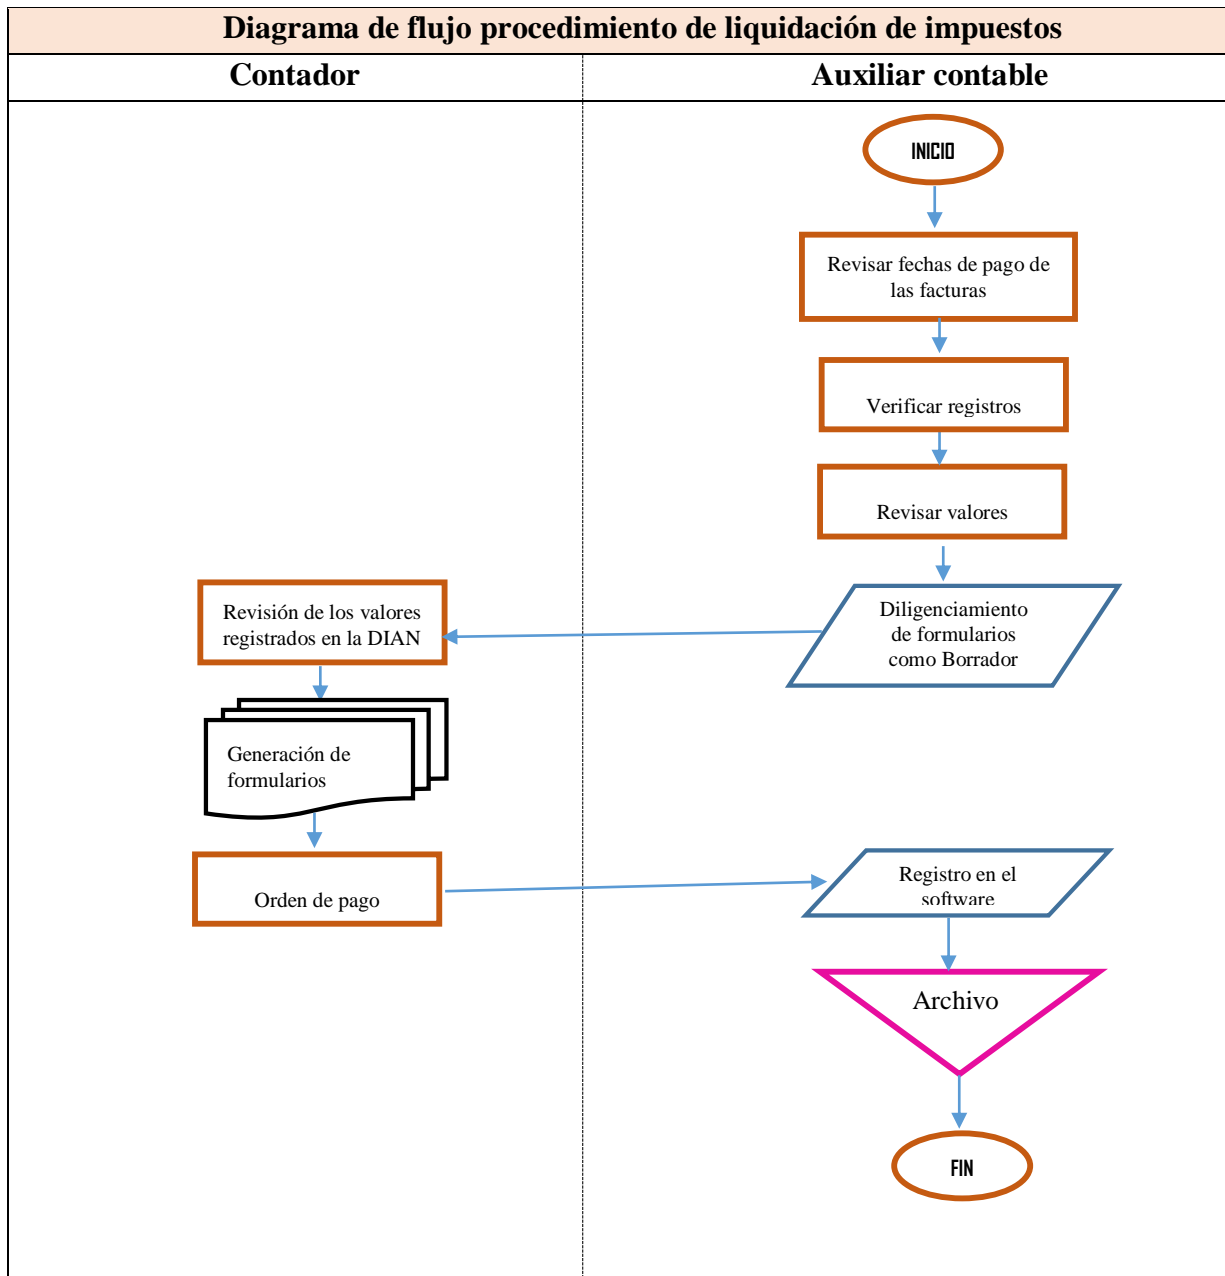 Diagrama de flujo procedimiento de liquidación de impuestos
Contador
Auxiliar contable
INICIO
Revisar fechas de pago de
las facturas
Verificar registros
Revisar valores
Diligenciamiento
de formularios
como Borrador
Revisión de los valores
registrados en la DIAN
Generación de
formularios
Orden de pago
Registro en el
software
Archivo
FIN